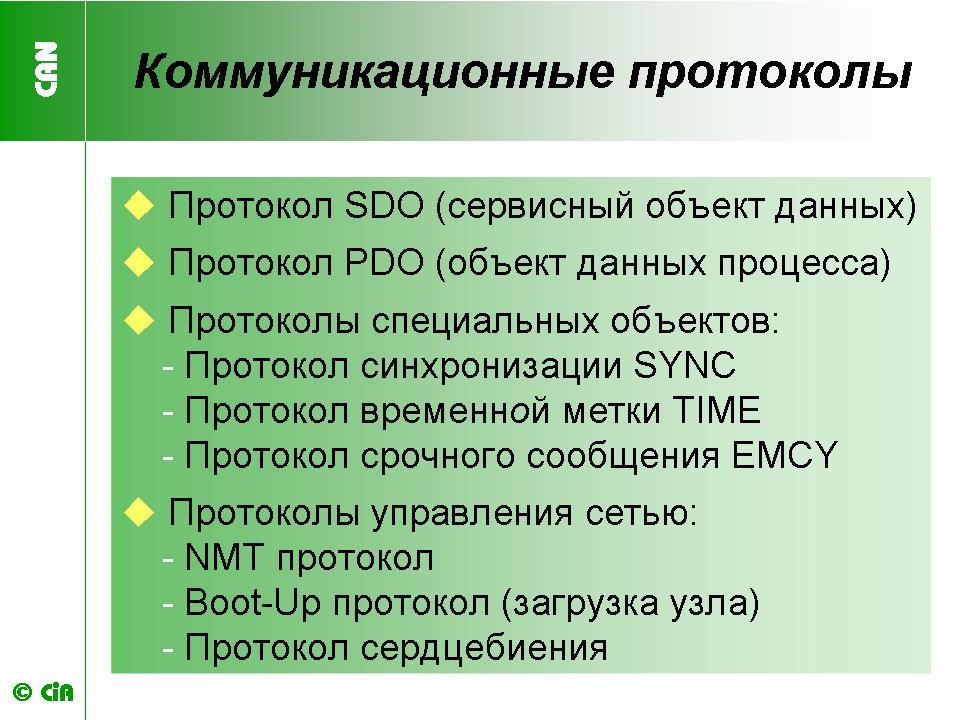 CAN
Коммуникационные протоколы
Протокол SDO (сервисный объект данных)
Протокол PDO (объект данных процесса)
Протоколы специальных объектов:
- Протокол синхронизации SYNC
- Протокол временной метки TIME
- Протокол срочного сообщения EMCY
Протоколы управления сетью:
- NMT протокол
- Boot-Up протокол (загрузка узла)
- Протокол сердцебиения
© CiA